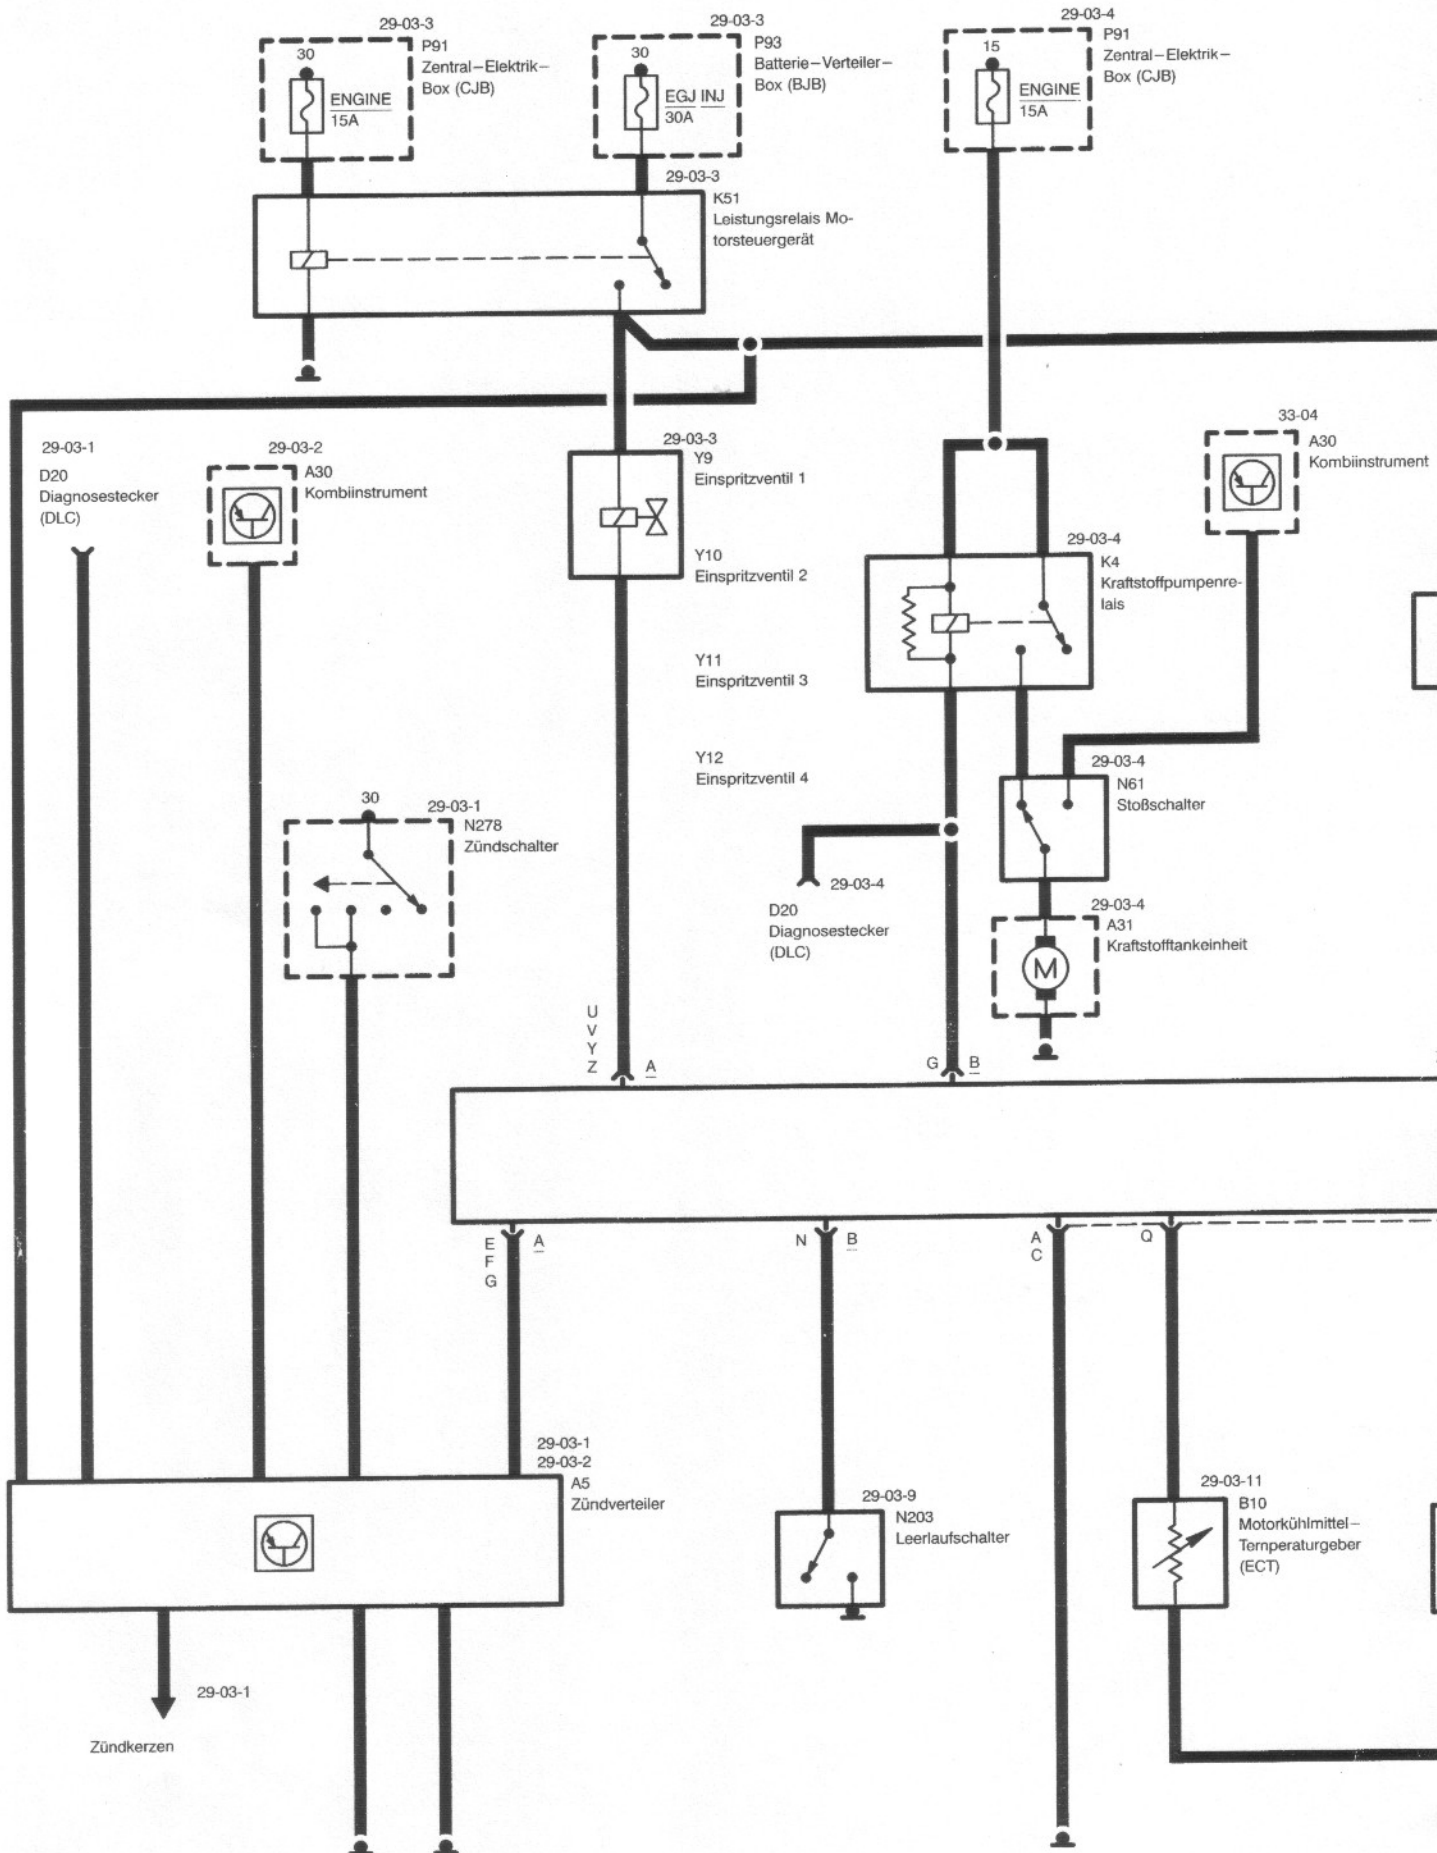 29-03-3
30
P91
Zentral–Elektrik–
Box (CJB)
ENGINE
15A
29-03-3
30
P93
Batterie–Verteiler–
Box (BJB)
EGJ INJ
30A
29-03-4
15
P91
Zentral–Elektrik–
Box (CJB)
ENGINE
15A
29-03-3
K51
Leistungsrelais Mo-
torsteuergerät
29-03-1
D20
Diagnosestecker
(DLC)
29-03-2
A30
Kombiinstrument
29-03-3
Y9
Einspritzventil 1
Y10
Einspritzventil 2
Y11
Einspritzventil 3
Y12
Einspritzventil 4
33-04
A30
Kombiinstrument
29-03-4
K4
Kraftstoffpumpenre-
lais
29-03-4
N61
Stoßschalter
30
29-03-1
N278
Zündschalter
29-03-4
D20
Diagnosestecker
(DLC)
29-03-4
A31
Kraftstofftankeinheit
M
U
V
Y
Z
A
G
B
E
F
G
A
N
B
A
C
Q
29-03-1
29-03-2
A5
Zündverteiler
29-03-9
N203
Leerlaufschalter
29-03-11
B10
Motorkühlmittel–
Temperaturgeber
(ECT)
29-03-1
Zündkerzen